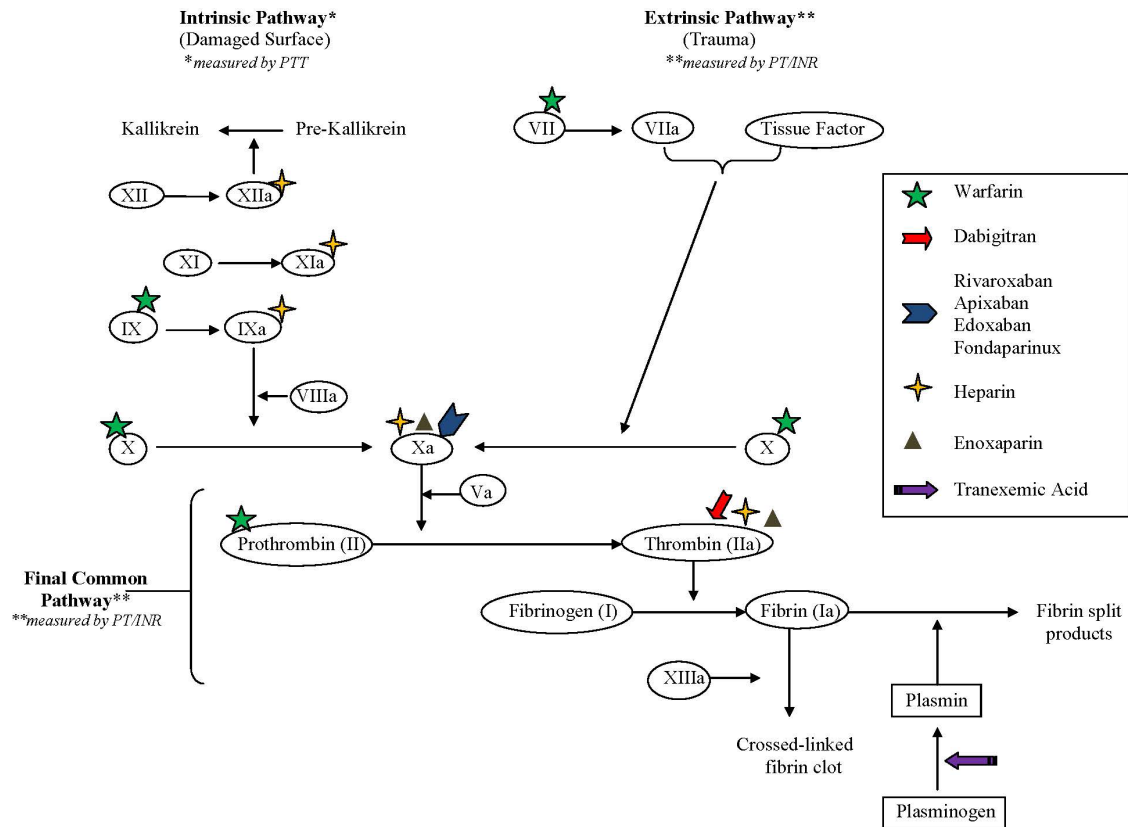 Intrinsic Pathway*
(Damaged Surface)
*measured by PTT
Extrinsic Pathway**
(Trauma)
**measured by PT/INR
Kallikrein
Pre-Kallikrein
VII
VIIa
Tissue Factor
XII
XIIa
XI
XIa
IX
IXa
VIIIa
X
Xa
X
Va
Prothrombin (II)
Thrombin (IIa)
Final Common
Pathway**
**measured by PT/INR
Fibrinogen (I)
Fibrin (Ia)
Fibrin split
products
XIIIa
Plasmin
Crossed-linked
fibrin clot
Plasminogen
Warfarin
Dabigitran
Rivaroxaban
Apixaban
Edoxaban
Fondaparinux
Heparin
Enoxaparin
Tranexemic Acid